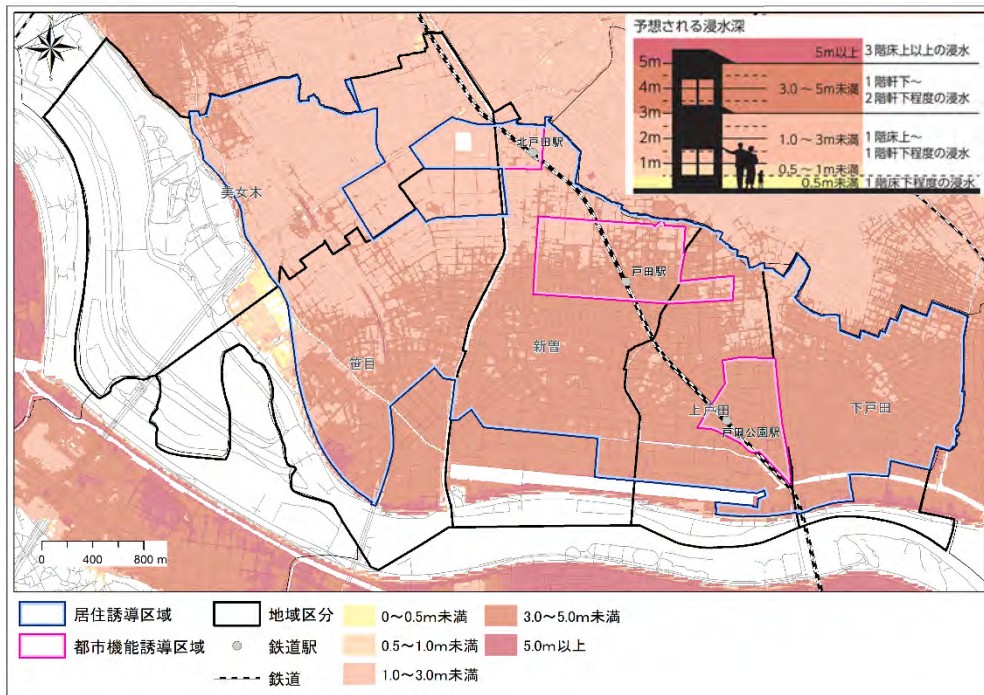 予想される浸水深
5m
4m
3m
2m
1m
5m以上
3階床上以上の浸水
3.0～5m未満
1階軒下～
2階軒下程度の浸水
1.0～3m未満
1階床上～
1階軒下程度の浸水
0.5～1m未満
0.5m未満
1階床下程度の浸水
北戸田駅
美女木
戸田駅
新曽
笹目
上戸田
下戸田
戸田公園駅
0 400 800 m
居住誘導区域
都市機能誘導区域
地域区分
鉄道駅
鉄道
0～0.5m未満
0.5～1.0m未満
1.0～3.0m未満
3.0～5.0m未満
5.0m以上